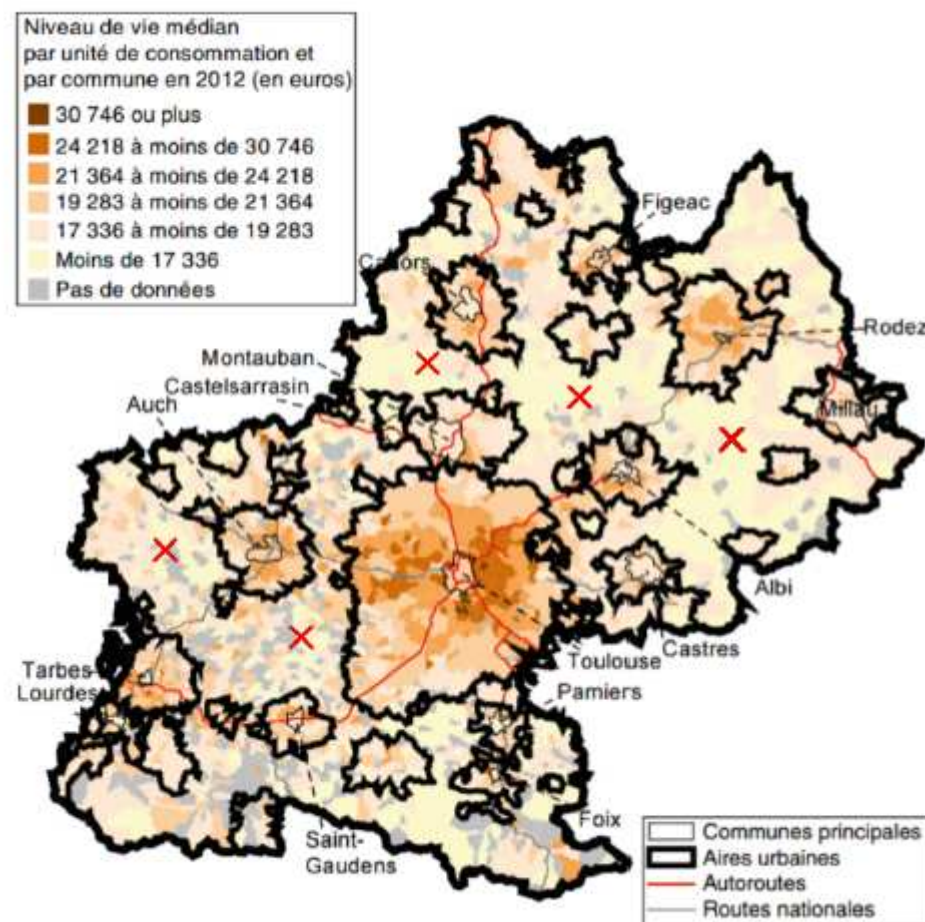 Niveau de vie médian
par unité de consommation et
par commune en 2012 (en euros)
30 746 ou plus
24 218 à moins de 30 746
21 364 à moins de 24 218
19 283 à moins de 21 364
17 336 à moins de 19 283
Moins de 17 336
Pas de données
Figeac
Cahors
Rodez
Montauban
Castelsarrasin
Auch
Millau
Albi
Castres
Toulouse
Tarbes
Lourdes
Pamiers
Foix
Saint-
Gaudens
Communes principales
Aires urbaines
Autoroutes
Routes nationales